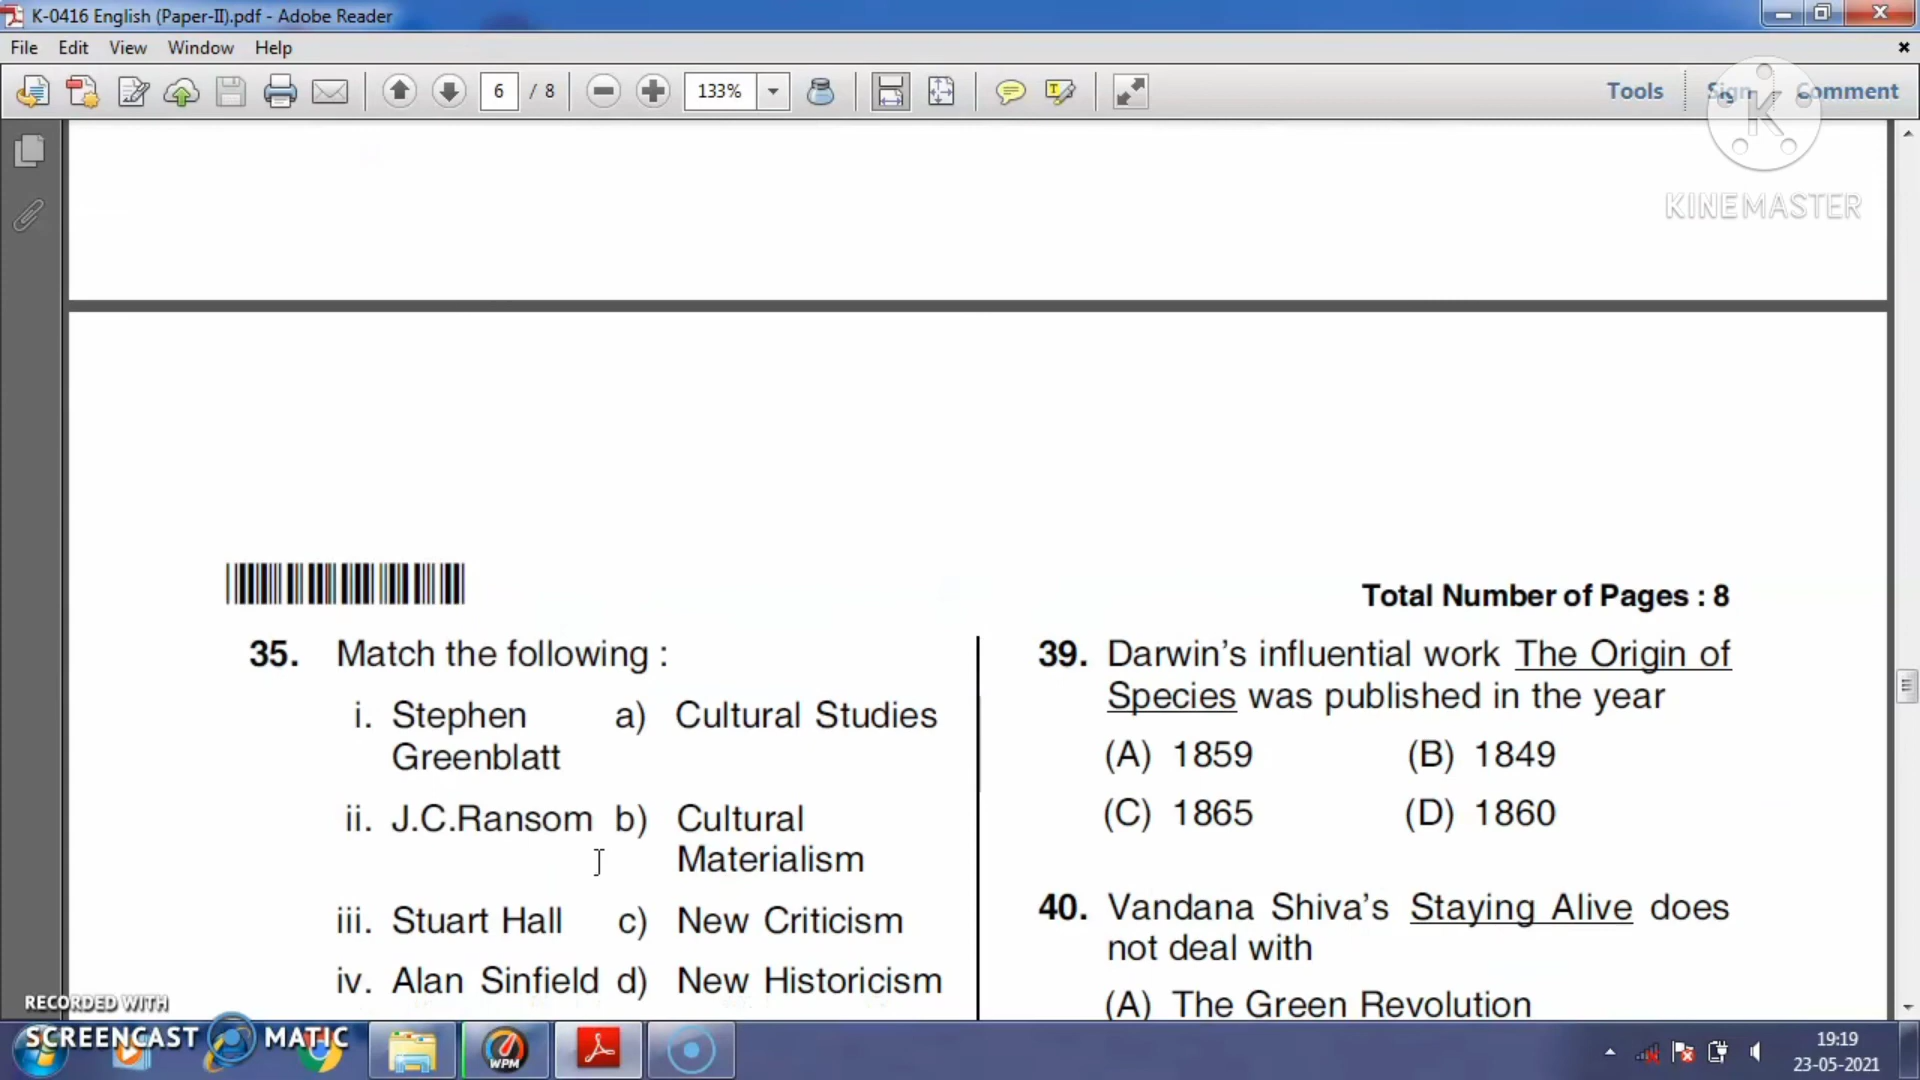 K-0416 English (Paper-II).pdf - Adobe Reader
File Edit View Window Help
6 / 8 133% Tools Sign Comment
K
KINEMASTER
Total Number of Pages : 8
35. Match the following :
i. Stephen Greenblatt a) Cultural Studies
ii. J.C.Ransom b) Cultural Materialism
iii. Stuart Hall c) New Criticism
iv. Alan Sinfield d) New Historicism
39. Darwin's influential work The Origin of
Species was published in the year
(A) 1859 (B) 1849
(C) 1865 (D) 1860
40. Vandana Shiva's Staying Alive does
not deal with
(A) The Green Revolution
RECORDED WITH
SCREENCAST MATIC
WPM
19:19
23-05-2021